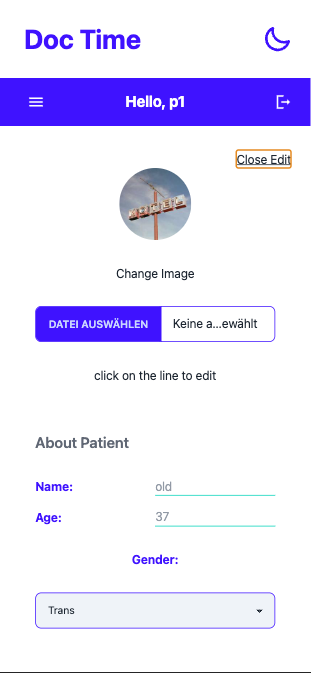 Doc Time
Hello, p1
Close Edit
Change Image
DATEI AUSWÄHLEN Keine a...ewählt
click on the line to edit
About Patient
Name: old
Age: 37
Gender:
Trans